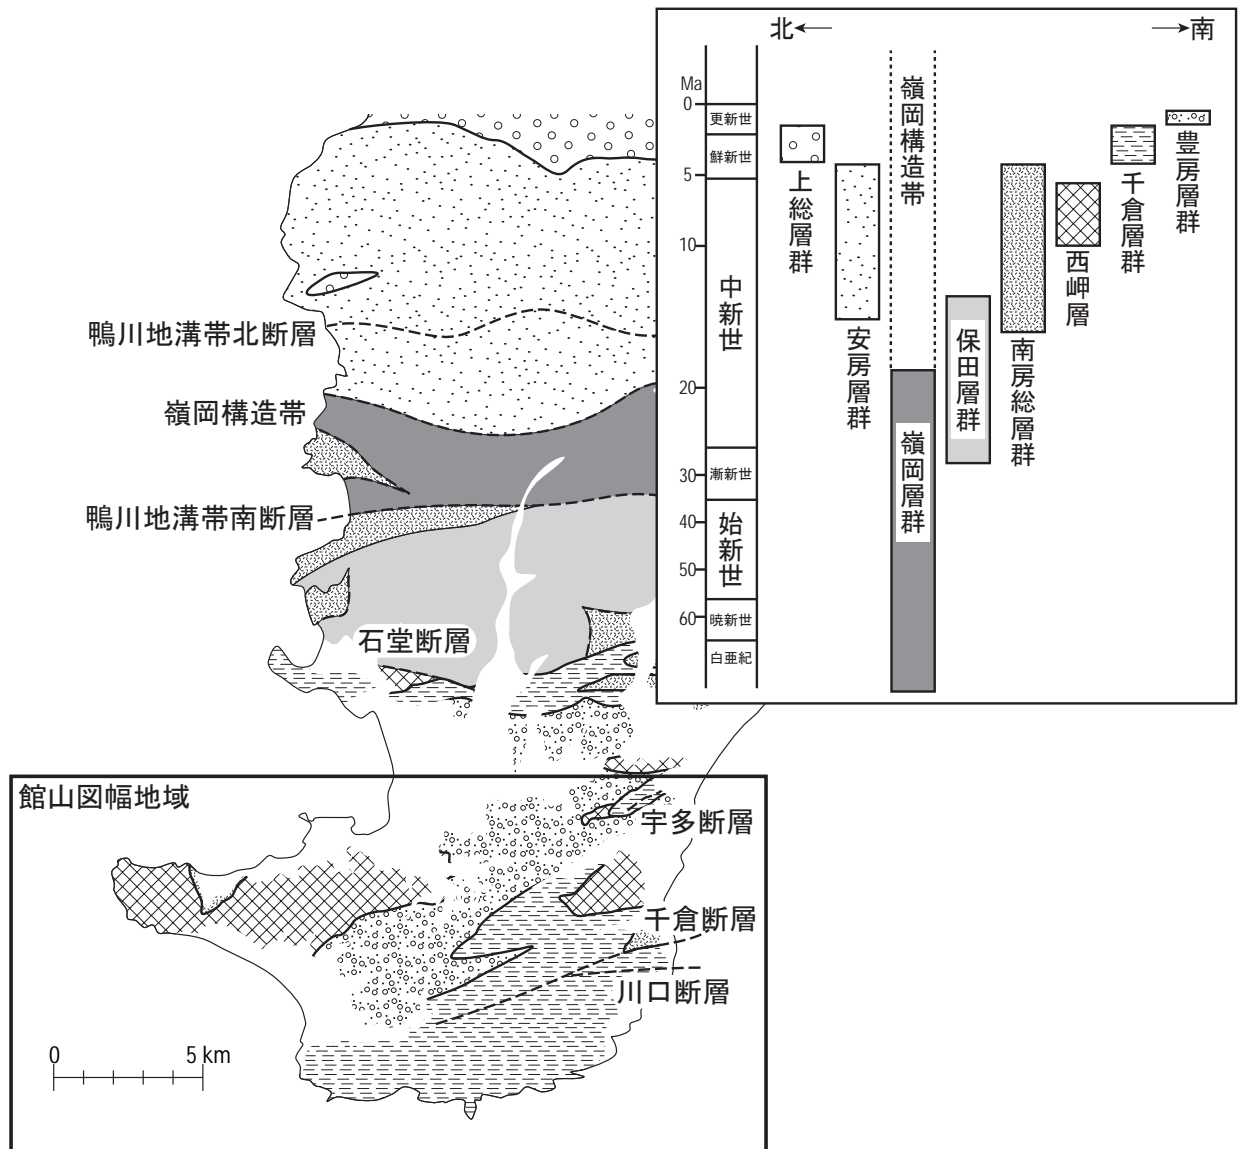 北
南
Ma
0
5
10
20
30
40
50
60
更新世
鮮新世
中新世
漸新世
始新世
暁新世
白亜紀
上総層群
安房層群
嶺岡構造帯
嶺岡層群
保田層群
南房総層群
西岬層
千倉層群
豊房層群
鴨川地溝帯北断層
嶺岡構造帯
鴨川地溝帯南断層
石堂断層
館山図幅地域
宇多断層
千倉断層
川口断層
0 5 km